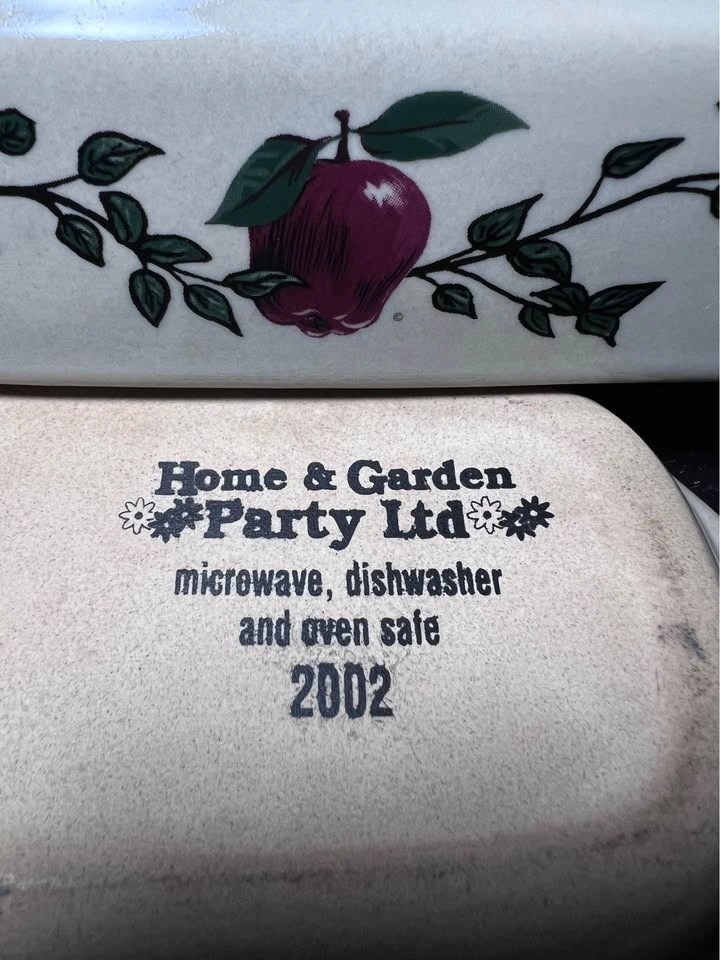 ©
Home & Garden
Party Ltd
microwave, dishwasher
and oven safe
2002